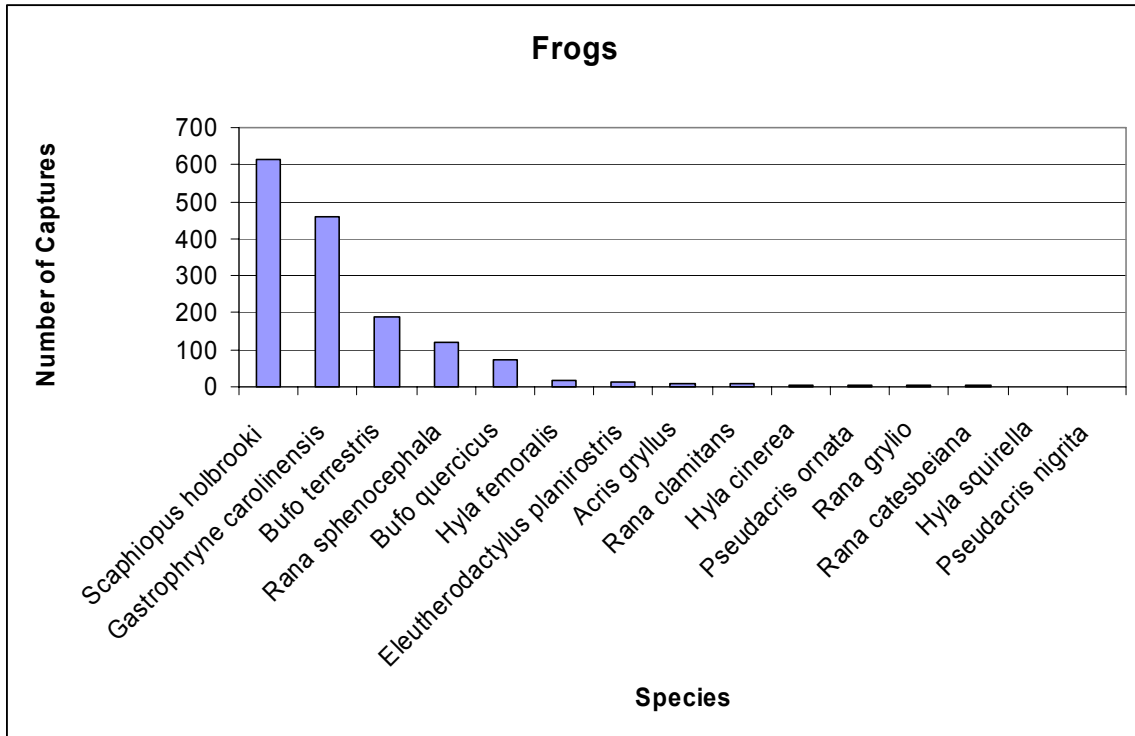 Frogs
Number of Captures
700
600
500
400
300
200
100
0
Scaphiopus holbrooki
Gastrophryne carolinensis
Bufo terrestris
Rana sphenocephala
Bufo quercicus
Hyla femoralis
Eleutherodactylus planirostris
Acris gryllus
Rana clamitans
Hyla cinerea
Pseudacris ornata
Rana grylio
Rana catesbeiana
Hyla squirella
Pseudacris nigrita
Species